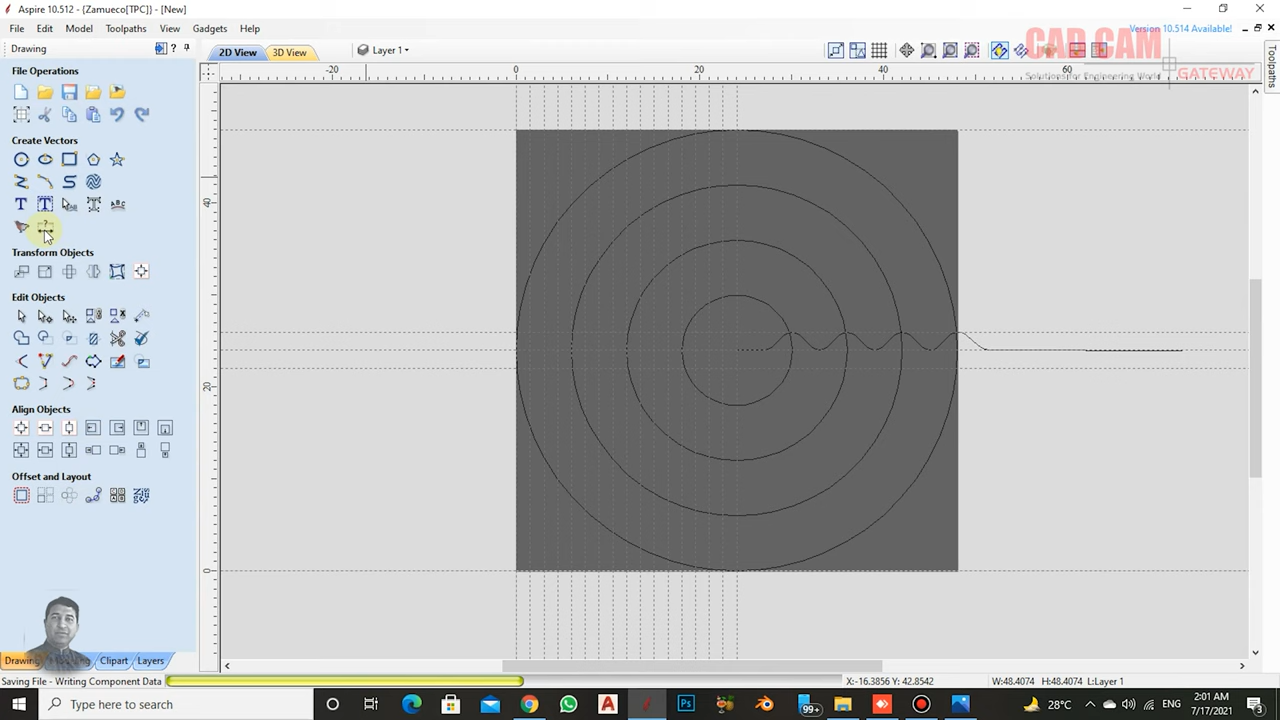 Aspire 10.512 - {Zamueco[TPC]} - [New]
File Edit Model Toolpaths View Gadgets Help
Version 10.514 Available!
CAD CAM
Solutions for Engineering World
GATEWAY
Drawing
2D View
3D View
Layer 1
Toolpaths
File Operations
Create Vectors
Transform Objects
Edit Objects
Align Objects
Offset and Layout
-20
0
20
40
60
40
20
0
Drawing
Clipart
Layers
Saving File - Writing Component Data
X:-16.3856 Y: 42.8542
W:48.4074 H:48.4074 L:Layer 1
Type here to search
99+
28°C
2:01 AM
7/17/2021